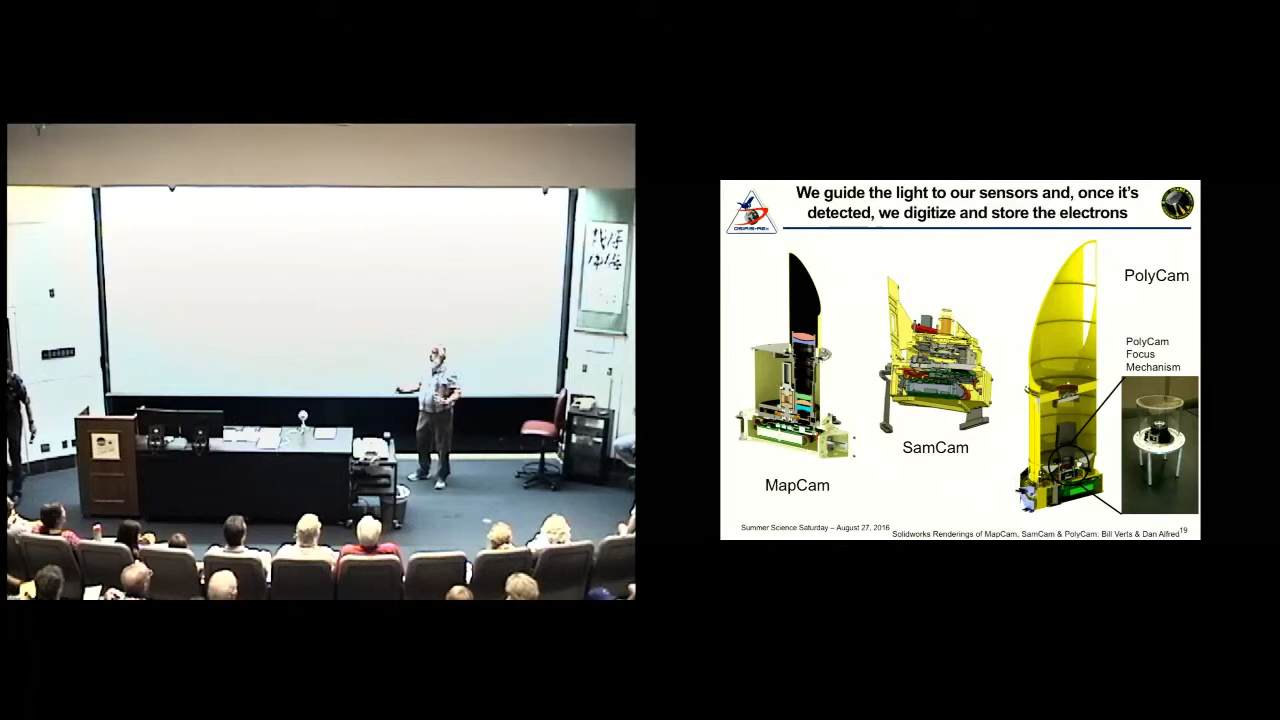 We guide the light to our sensors and, once it's
detected, we digitize and store the electrons
OSIRIS-REx
PolyCam
PolyCam
Focus
Mechanism
SamCam
MapCam
Summer Science Saturday – August 27, 2016
Solidworks Renderings of MapCam, SamCam & PolyCam: Bill Verts & Dan Alfred
19